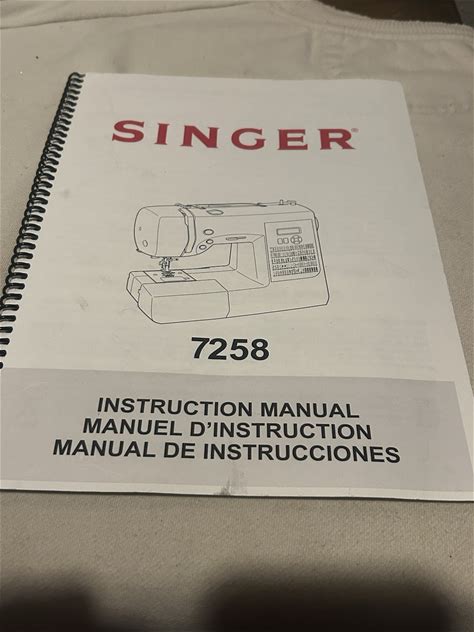 SINGER®
7258
INSTRUCTION MANUAL
MANUEL D'INSTRUCTION
MANUAL DE INSTRUCCIONES